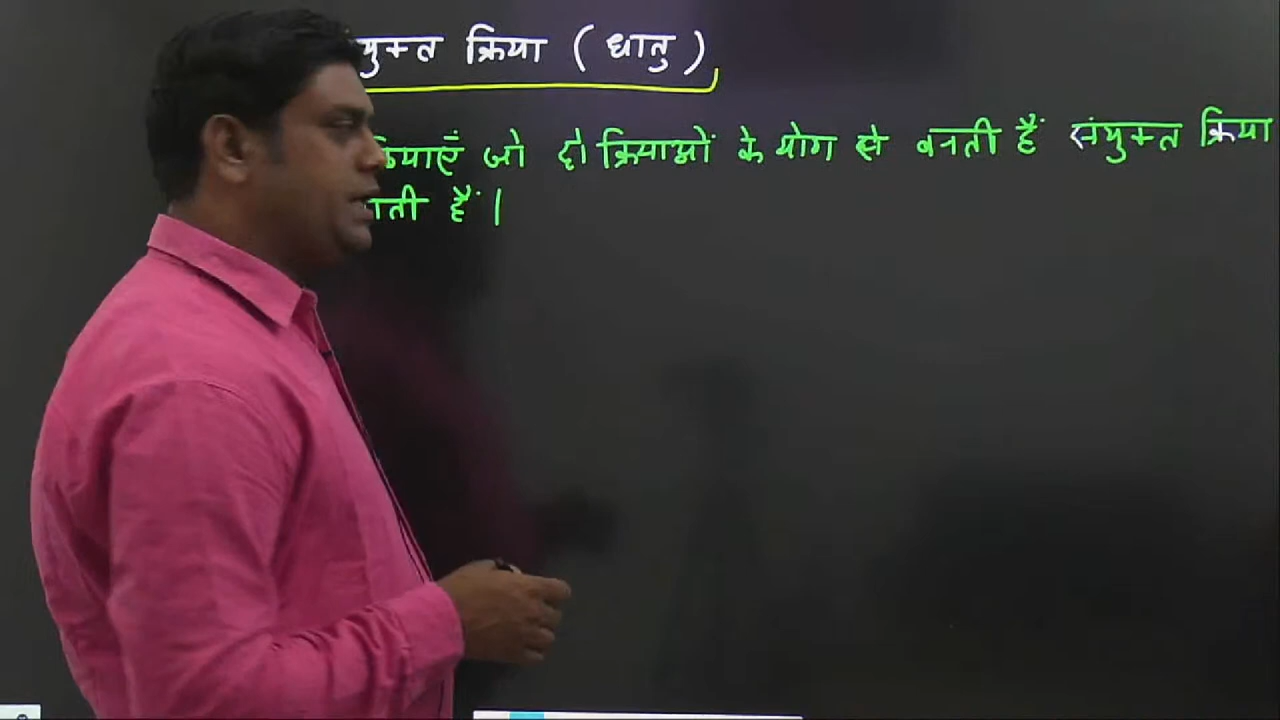 युक्त क्रिया ( धातु )
क्रियाएँ जो दो क्रियाओं के योग से बनती हैं संयुक्त क्रिया
ाती हैं |